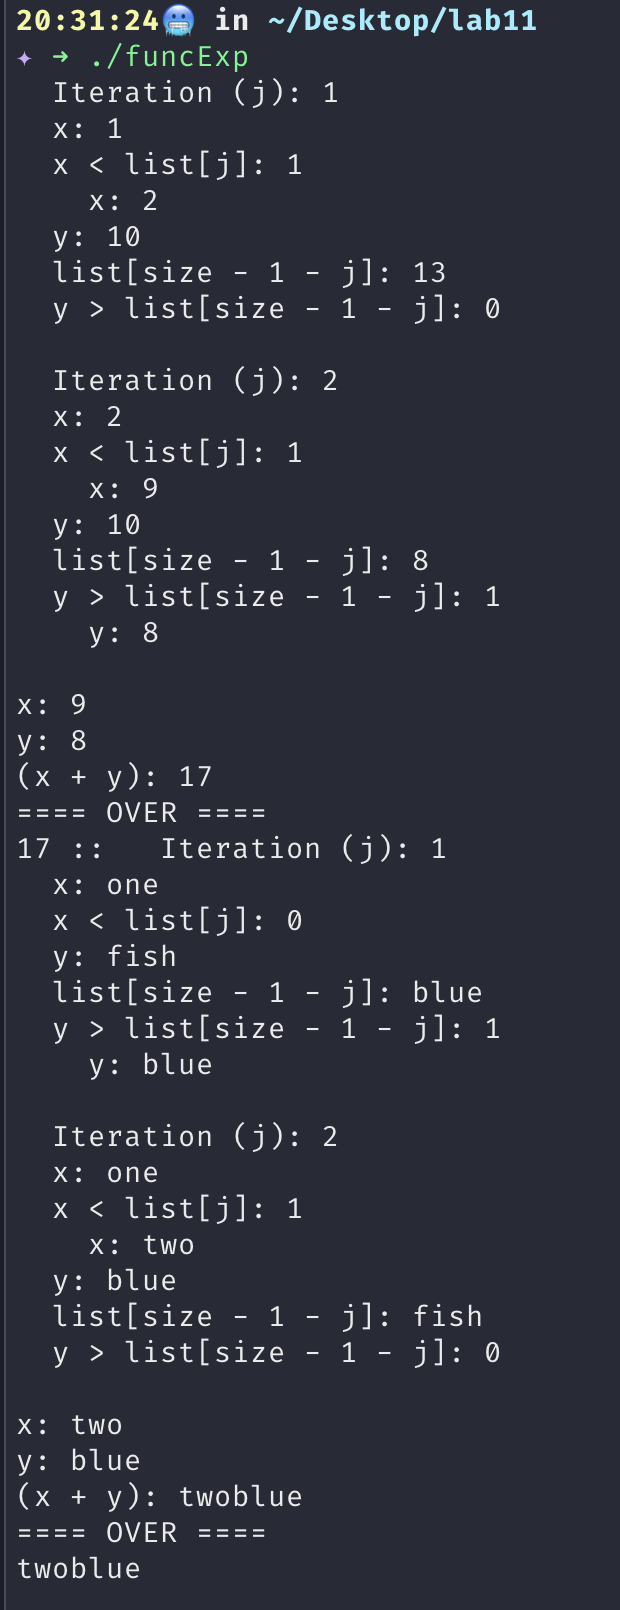 20:31:24🥶 in ~/Desktop/lab11
✦ ➜ ./funcExp
  Iteration (j): 1
  x: 1
  x < list[j]: 1
    x: 2
  y: 10
  list[size - 1 - j]: 13
  y > list[size - 1 - j]: 0

  Iteration (j): 2
  x: 2
  x < list[j]: 1
    x: 9
  y: 10
  list[size - 1 - j]: 8
  y > list[size - 1 - j]: 1
    y: 8

x: 9
y: 8
(x + y): 17
==== OVER ====
17 ::   Iteration (j): 1
  x: one
  x < list[j]: 0
  y: fish
  list[size - 1 - j]: blue
  y > list[size - 1 - j]: 1
    y: blue

  Iteration (j): 2
  x: one
  x < list[j]: 1
    x: two
  y: blue
  list[size - 1 - j]: fish
  y > list[size - 1 - j]: 0

x: two
y: blue
(x + y): twoblue
==== OVER ====
twoblue